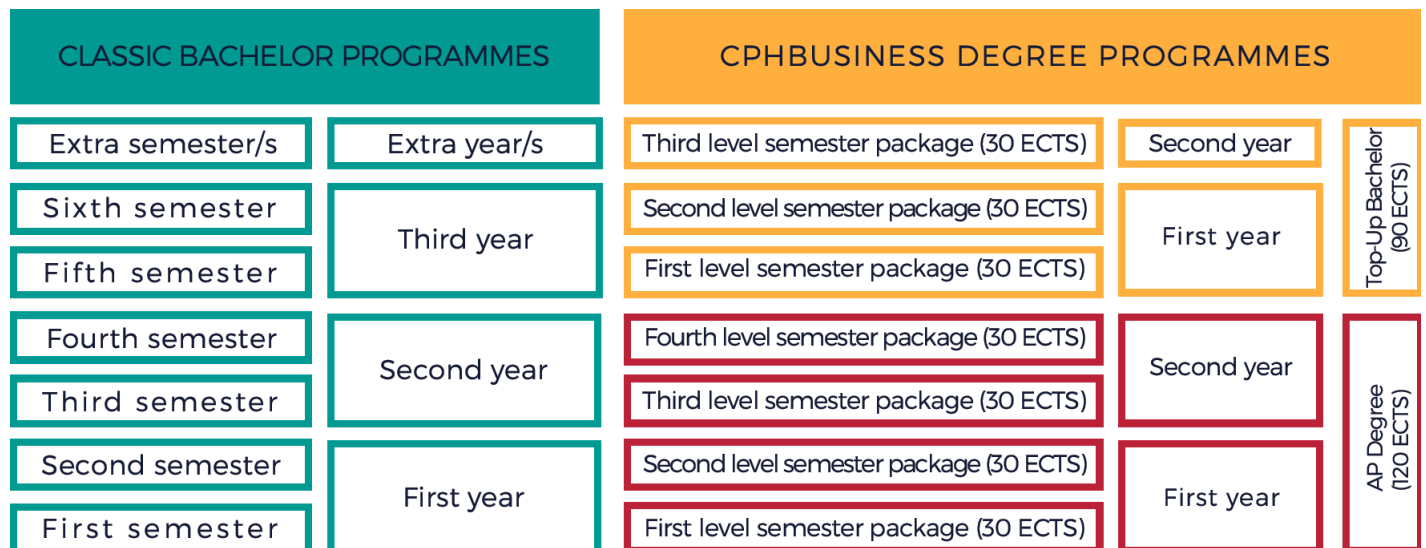 CLASSIC BACHELOR PROGRAMMES
CPHBUSINESS DEGREE PROGRAMMES
Extra semester/s
Extra year/s
Third level semester package (30 ECTS)
Second year
Top-Up Bachelor
(90 ECTS)
Sixth semester
Third year
Second level semester package (30 ECTS)
First year
Fifth semester
First level semester package (30 ECTS)
Fourth semester
Second year
Fourth level semester package (30 ECTS)
Second year
AP Degree
(120 ECTS)
Third semester
Third level semester package (30 ECTS)
Second semester
First year
Second level semester package (30 ECTS)
First year
First semester
First level semester package (30 ECTS)